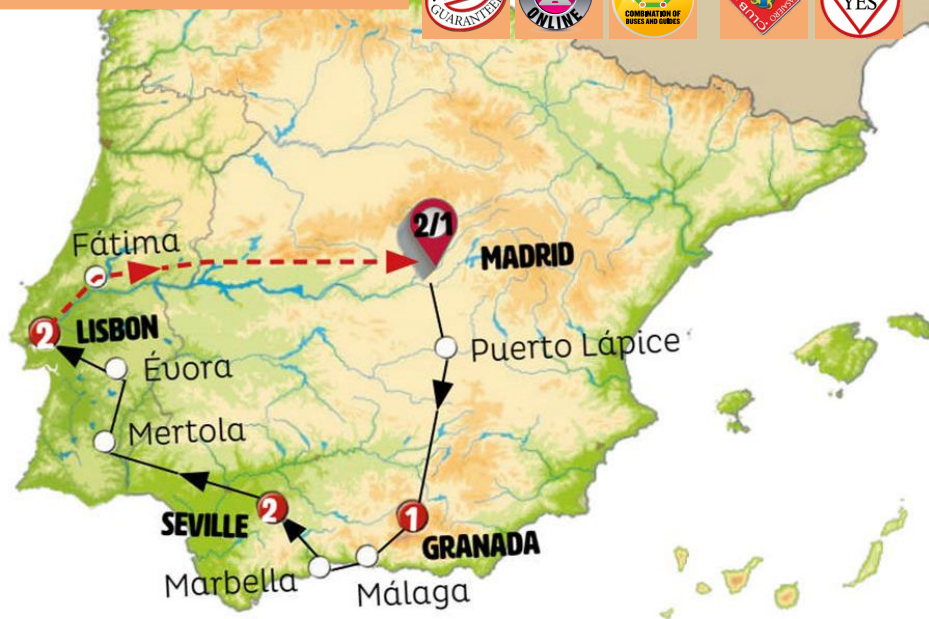 GUARANTEE
ONLINE
COMBINATION OF
BUSES AND GUIDES
CLUB
YES
2/1
Fátima
MADRID
2
LISBON
Puerto Lápice
Évora
Mertola
2
1
SEVILLE
GRANADA
Marbella
Málaga